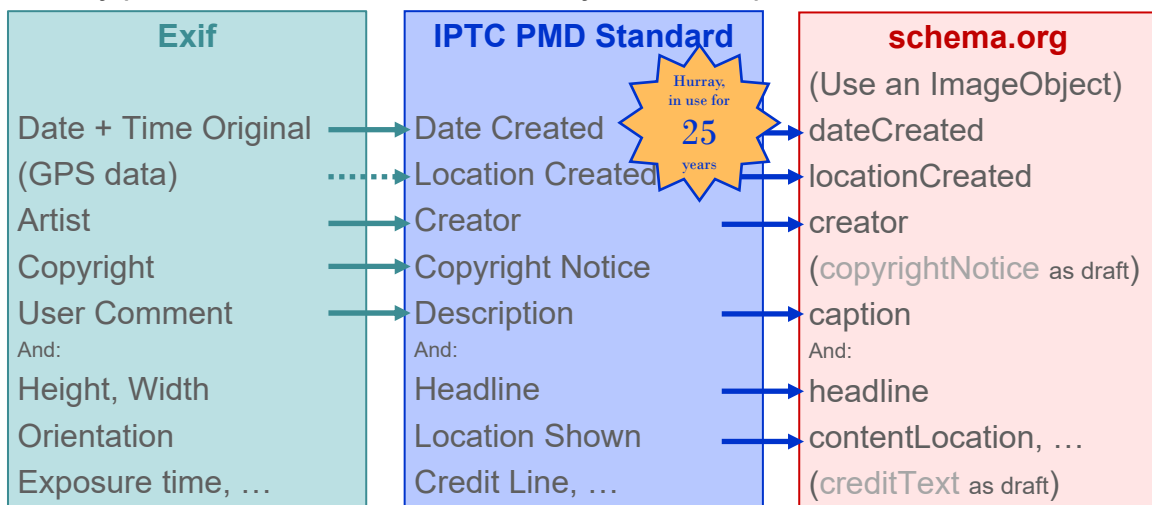 Exif
Date + Time Original
(GPS data)
Artist
Copyright
User Comment
And:
Height, Width
Orientation
Exposure time, …
IPTC PMD Standard
Hurray,
in use for
25
years
Date Created
Location Created
Creator
Copyright Notice
Description
And:
Headline
Location Shown
Credit Line, …
schema.org
(Use an ImageObject)
dateCreated
locationCreated
creator
(copyrightNotice as draft)
caption
And:
headline
contentLocation, …
(creditText as draft)